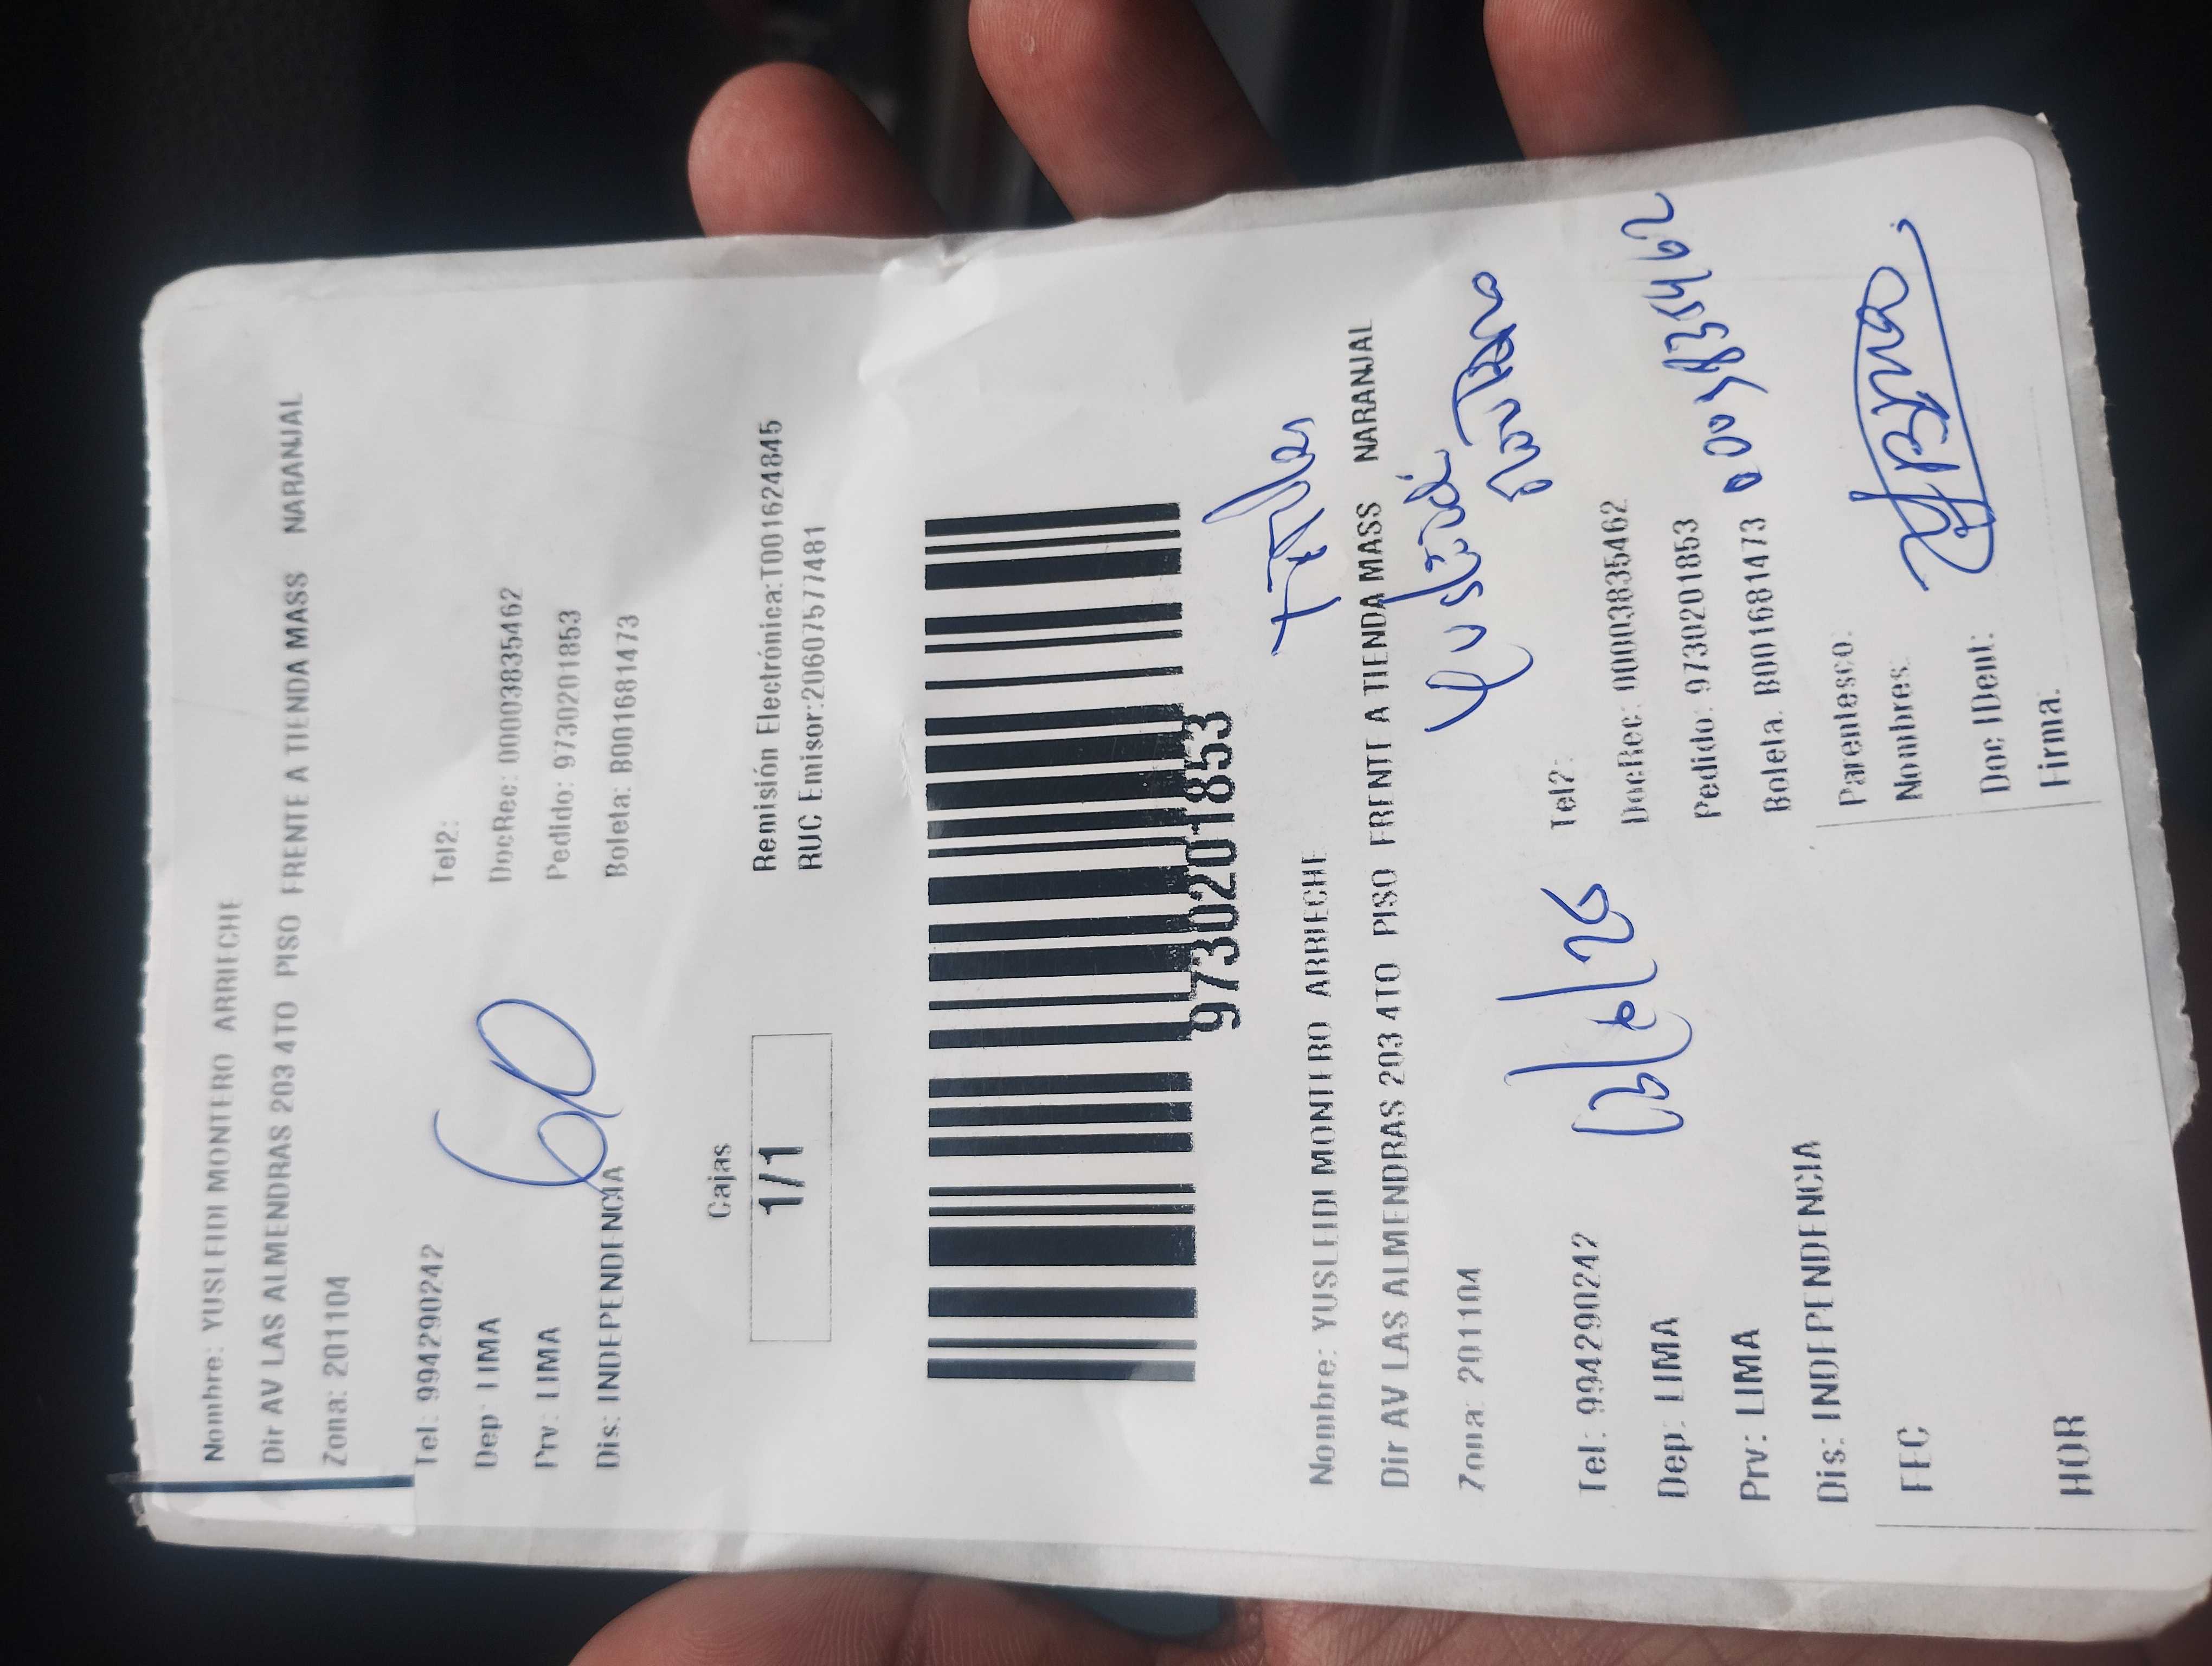 Nombre: YUSLEIDI MONTERO ARRIECHE
Dir AV LAS ALMENDRAS 203 4TO PISO FRENTE A TIENDA MASS NARANJAL
Zona: 201104
Tel: 994290242 Tel2:
Dep: LIMA DocRec: 00003835462
Prv: LIMA Pedido: 9730201853
Dis: INDEPENDENCIA Boleta: B001681473
Cajas
1/1
Remisión Electrónica:T001624845
RUC Emisor:20607577481
9730201853
Titular
Nombre: YUSLEIDI MONTERO ARRIECHE
Dir AV LAS ALMENDRAS 203 4TO PISO FRENTE A TIENDA MASS NARANJAL
Yusleidi
Montero
Zona: 201104
Tel: 994290242 Tel2:
Dep: LIMA DocRec: 00003835462
Prv: LIMA Pedido: 9730201853
Dis: INDEPENDENCIA Boleta: B001681473
FEC
HOR
Parentesco:
Nombres:
Doc IDent:
Firma: